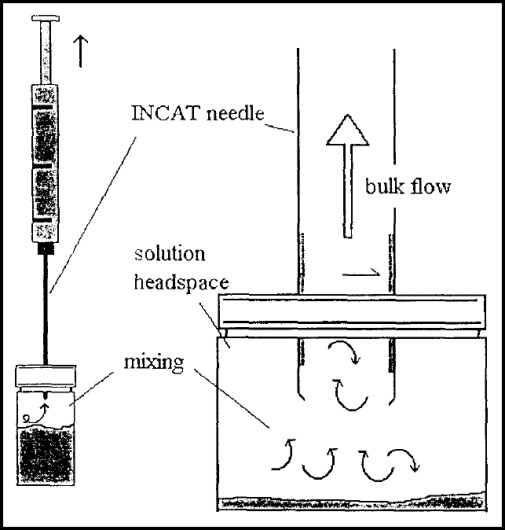 INCAT needle
bulk flow
solution
headspace
mixing